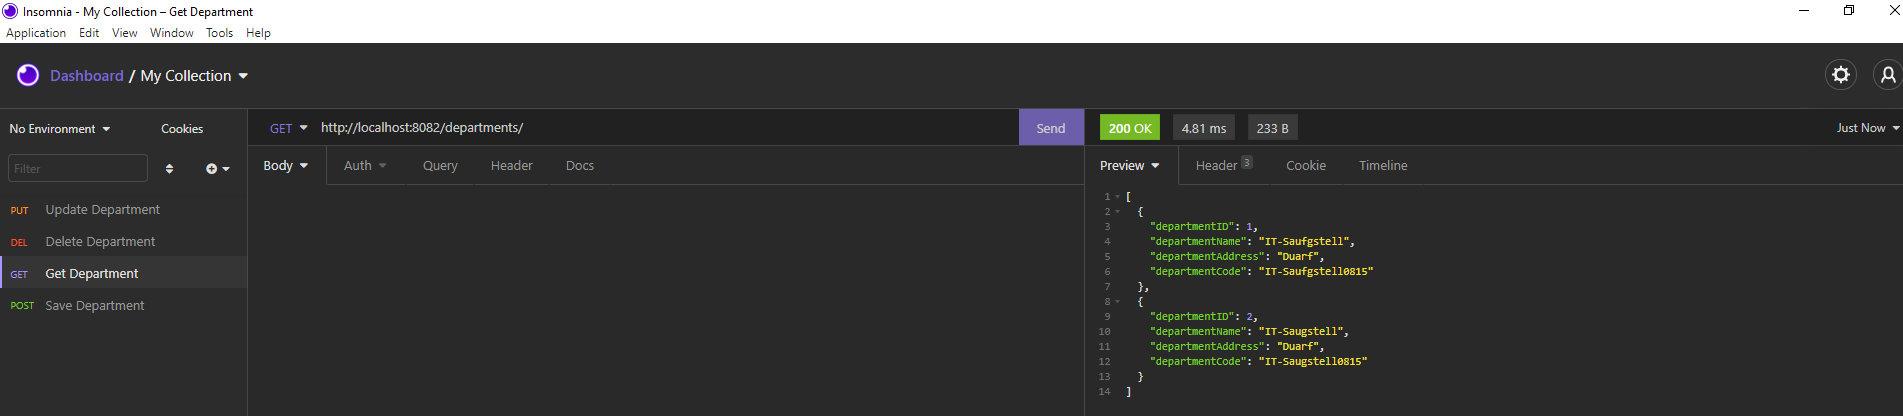 Insomnia - My Collection – Get Department
Application Edit View Window Tools Help
Dashboard / My Collection
No Environment Cookies
Filter
PUT Update Department
DEL Delete Department
GET Get Department
POST Save Department
GET http://localhost:8082/departments/ Send
Body Auth Query Header Docs
200 OK 4.81 ms 233 B Just Now
Preview Header 3 Cookie Timeline
1 [
2 {
3 "departmentID": 1,
4 "departmentName": "IT-Saufgstell",
5 "departmentAddress": "Duarf",
6 "departmentCode": "IT-Saufgstell0815"
7 },
8 {
9 "departmentID": 2,
10 "departmentName": "IT-Saugstell",
11 "departmentAddress": "Duarf",
12 "departmentCode": "IT-Saugstell0815"
13 }
14 ]